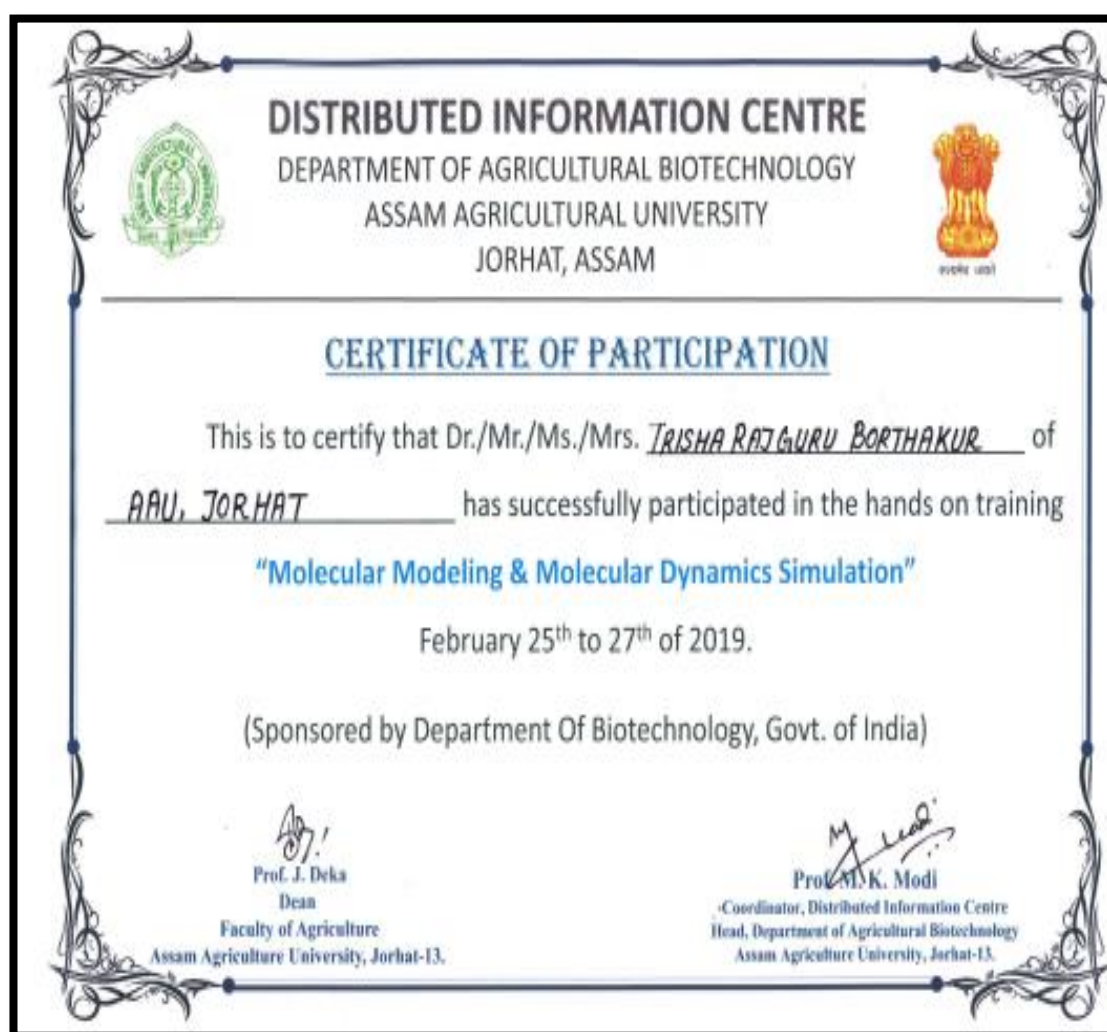 DISTRIBUTED INFORMATION CENTRE
DEPARTMENT OF AGRICULTURAL BIOTECHNOLOGY
ASSAM AGRICULTURAL UNIVERSITY
JORHAT, ASSAM
CERTIFICATE OF PARTICIPATION
This is to certify that Dr./Mr./Ms./Mrs. TRISHA RAJGURU BORTHAKUR of
AAU, JORHAT has successfully participated in the hands on training
“Molecular Modeling & Molecular Dynamics Simulation”
February 25th to 27th of 2019.
(Sponsored by Department Of Biotechnology, Govt. of India)
Prof. J. Deka
Dean
Faculty of Agriculture
Assam Agriculture University, Jorhat-13.
Prof. M. K. Modi
Coordinator, Distributed Information Centre
Head, Department of Agricultural Biotechnology
Assam Agriculture University, Jorhat-13.